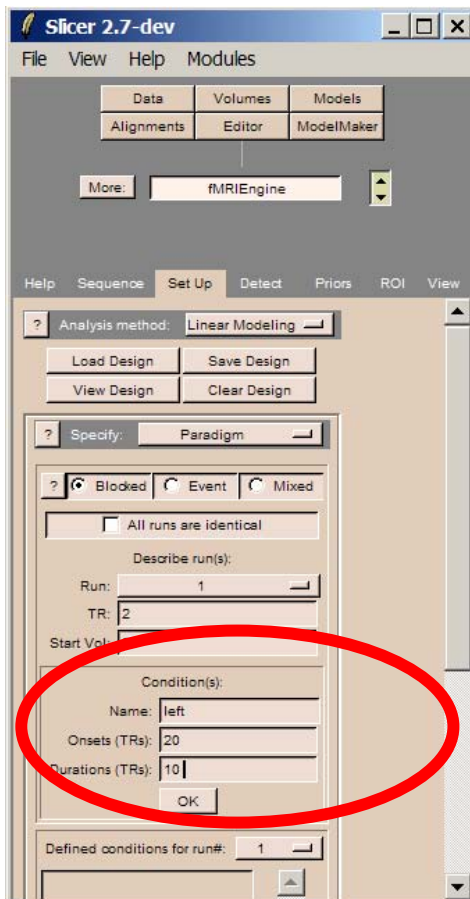 Slicer 2.7-dev
File View Help Modules
Data Volumes Models
Alignments Editor ModelMaker
More: fMRIEngine
Help Sequence Set Up Detect Priors ROI View
? Analysis method: Linear Modeling
Load Design Save Design
View Design Clear Design
? Specify: Paradigm
? Blocked Event Mixed
All runs are identical
Describe run(s):
Run: 1
TR: 2
Start Vol:
Condition(s):
Name: left
Onsets (TRs): 20
Durations (TRs): 10
OK
Defined conditions for run#: 1